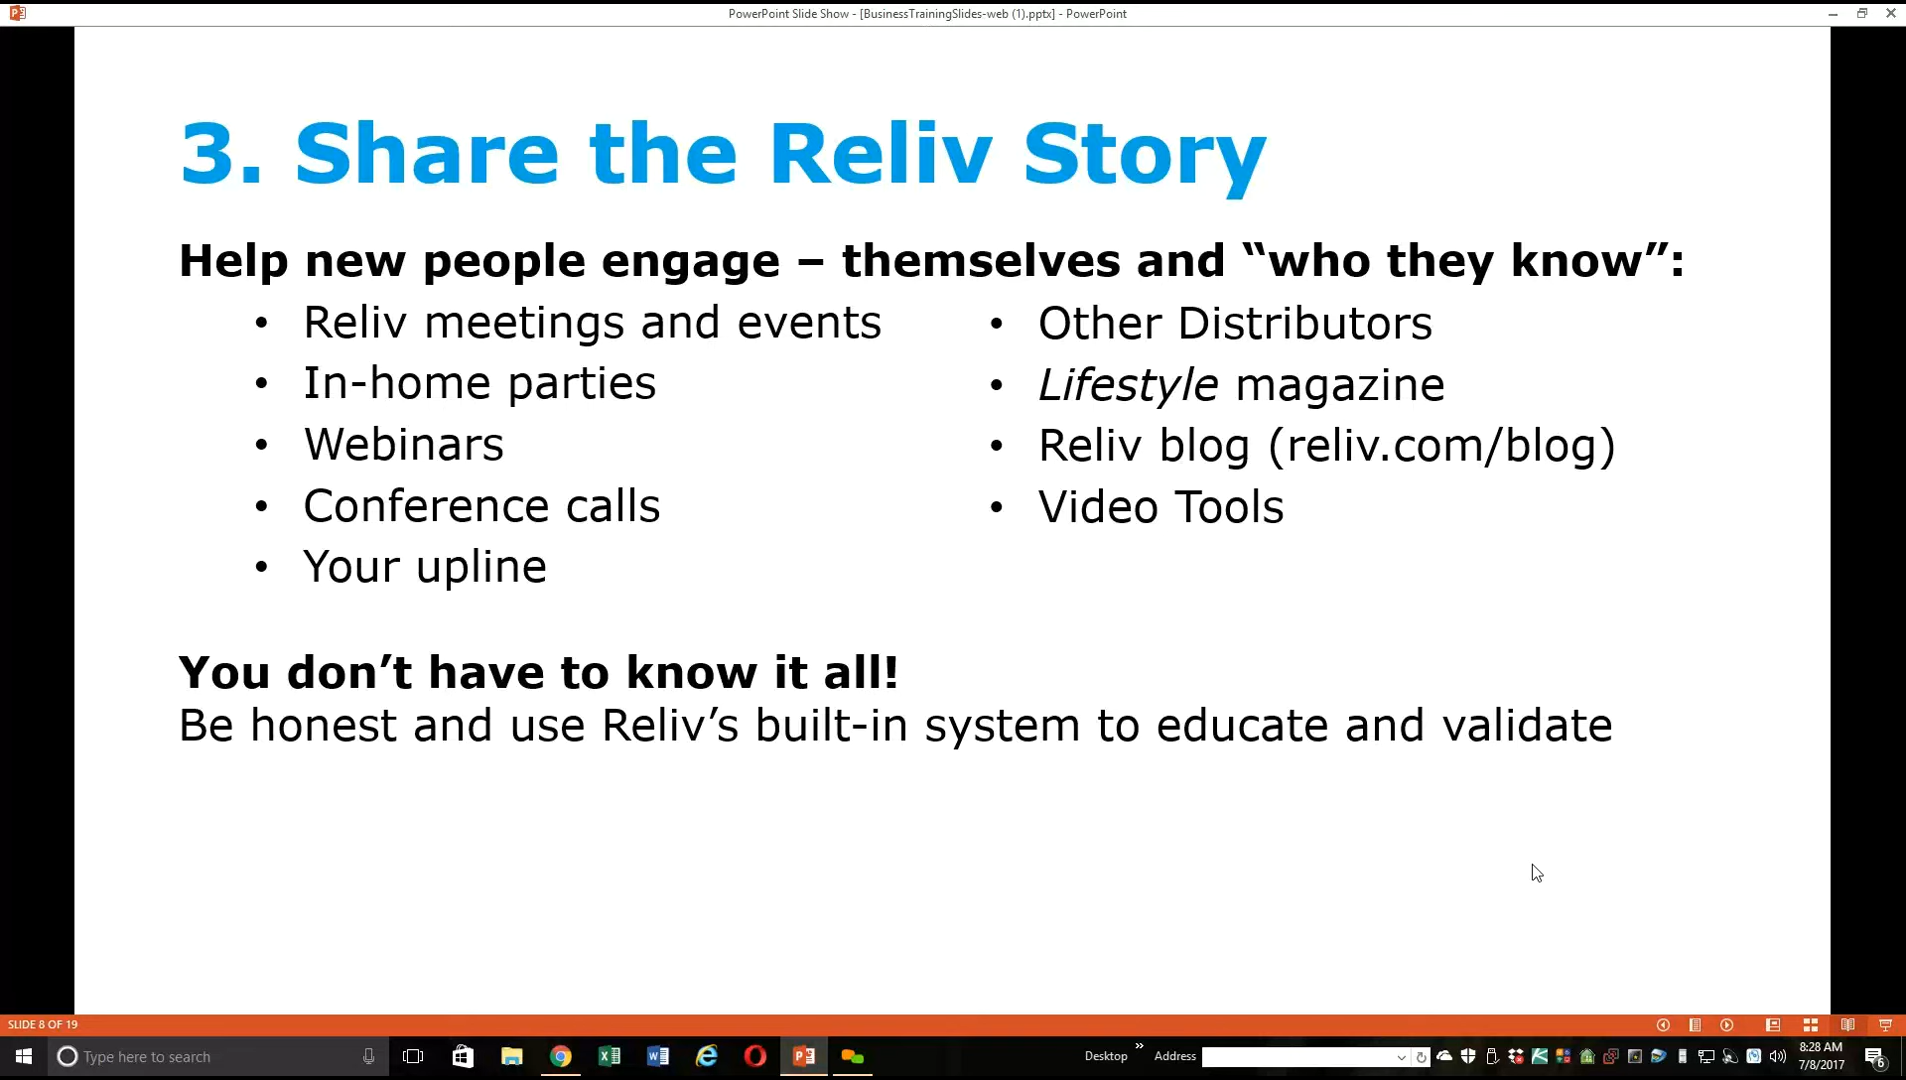 PowerPoint Slide Show - [BusinessTrainingSlides-web (1).pptx] - PowerPoint
3. Share the Reliv Story
Help new people engage – themselves and “who they know”:
• Reliv meetings and events
• In-home parties
• Webinars
• Conference calls
• Your upline
• Other Distributors
• Lifestyle magazine
• Reliv blog (reliv.com/blog)
• Video Tools
You don’t have to know it all!
Be honest and use Reliv’s built-in system to educate and validate
SLIDE 8 OF 19
Type here to search
Desktop
Address
8:28 AM
7/8/2017
6